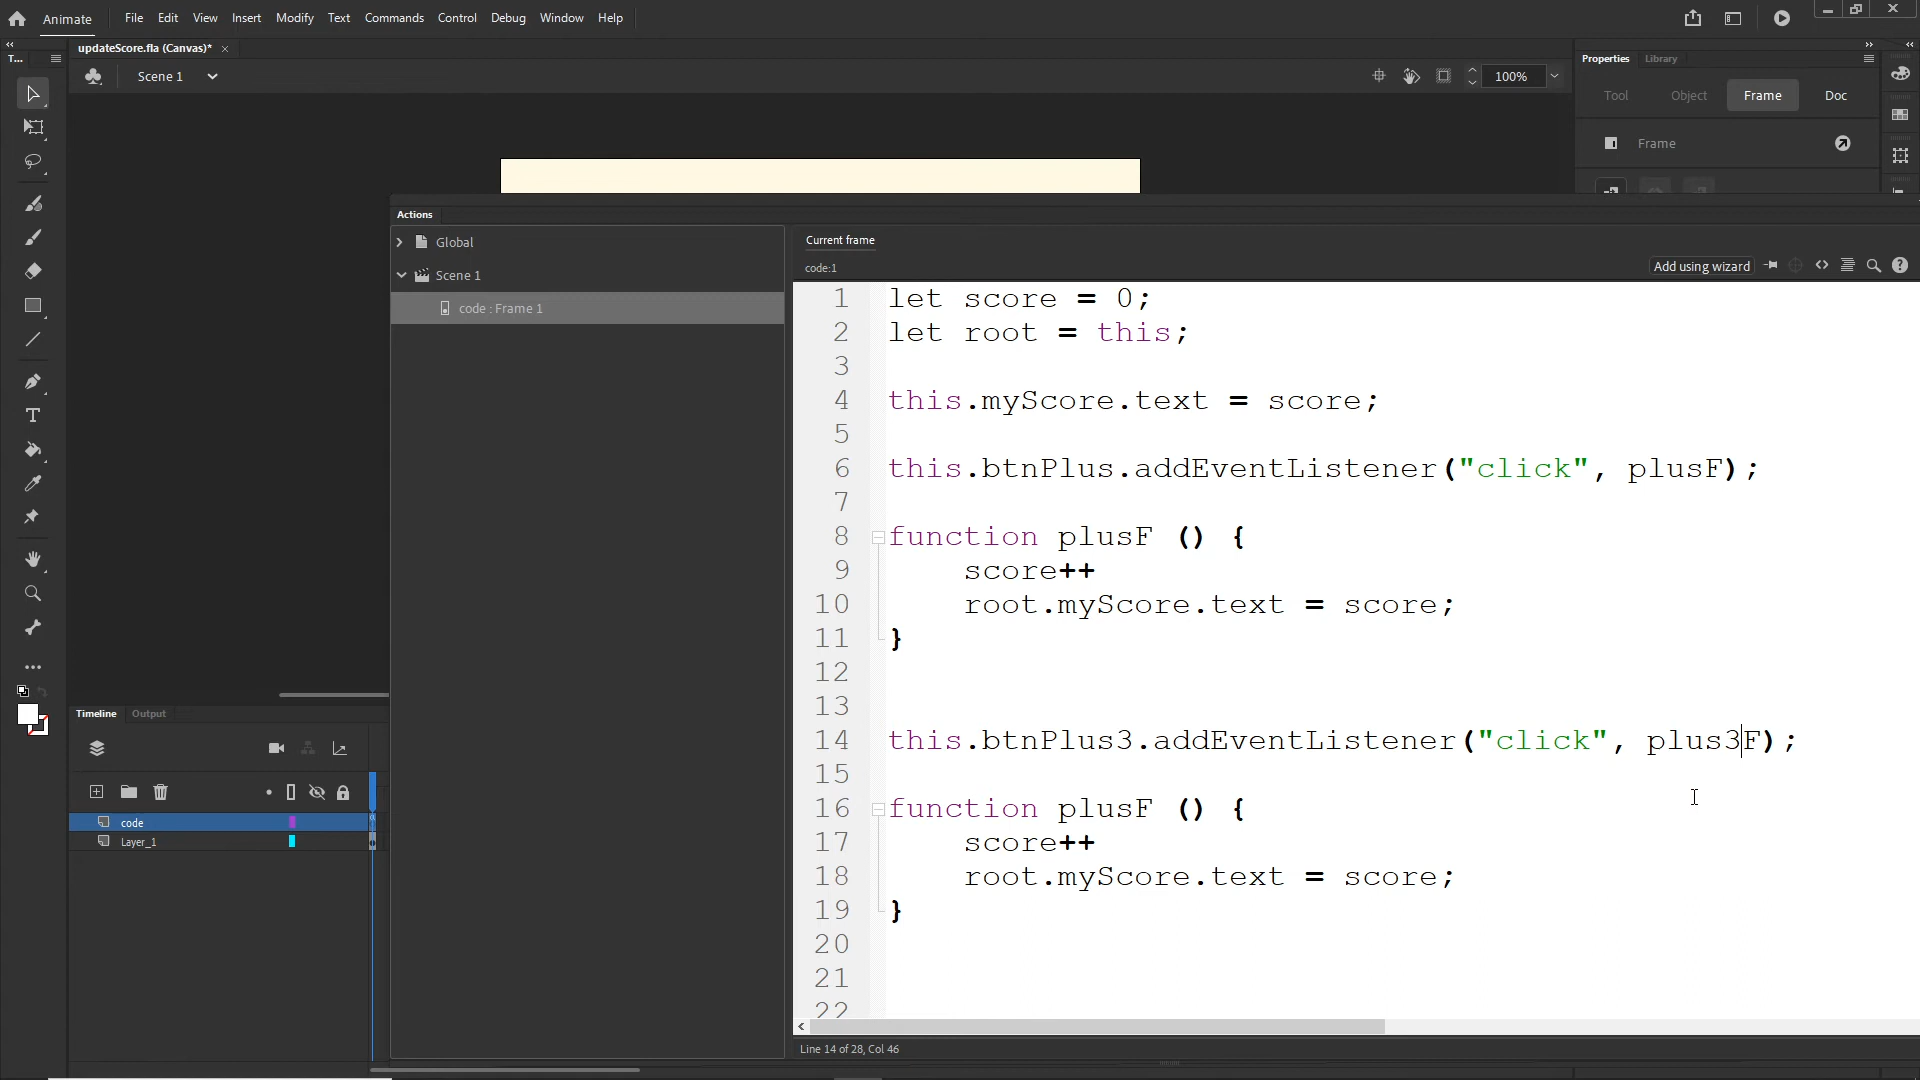 Animate
File Edit View Insert Modify Text Commands Control Debug Window Help
updateScore.fla (Canvas)*
Scene 1
100%
Properties Library
Tool Object Frame Doc
Frame
T...
Actions
Global
Scene 1
code : Frame 1
Current frame
code:1
Add using wizard
1 let score = 0;
2 let root = this;
3
4 this.myScore.text = score;
5
6 this.btnPlus.addEventListener("click", plusF);
7
8 function plusF () {
9 score++
10 root.myScore.text = score;
11 }
12
13
14 this.btnPlus3.addEventListener("click", plus3F);
15
16 function plusF () {
17 score++
18 root.myScore.text = score;
19 }
20
21
22
Line 14 of 28, Col 46
Timeline Output
code
Layer_1